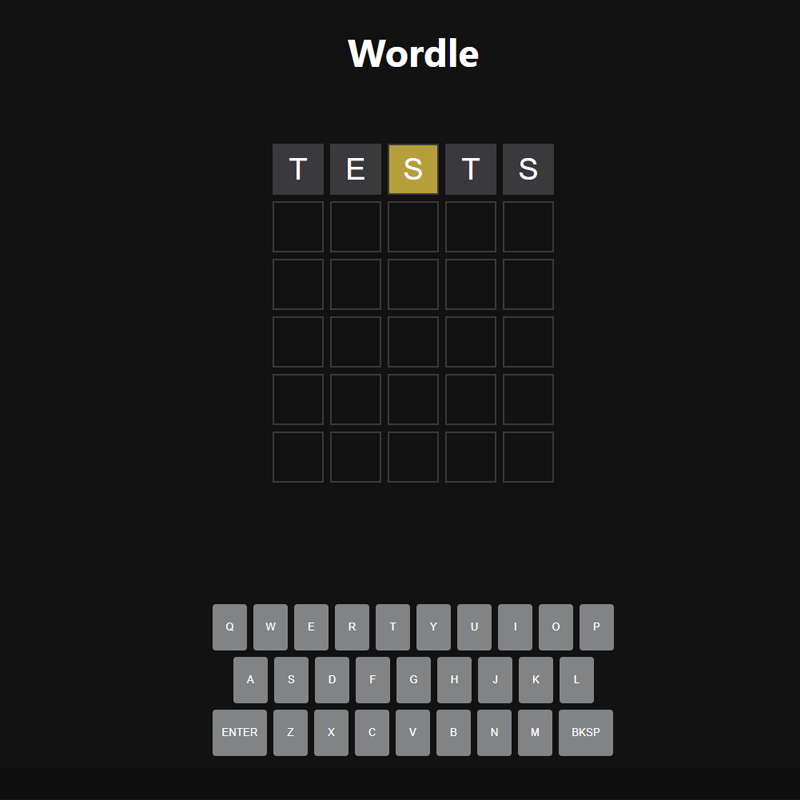 Wordle
T E S T S
Q W E R T Y U I O P
A S D F G H J K L
ENTER Z X C V B N M BKSP